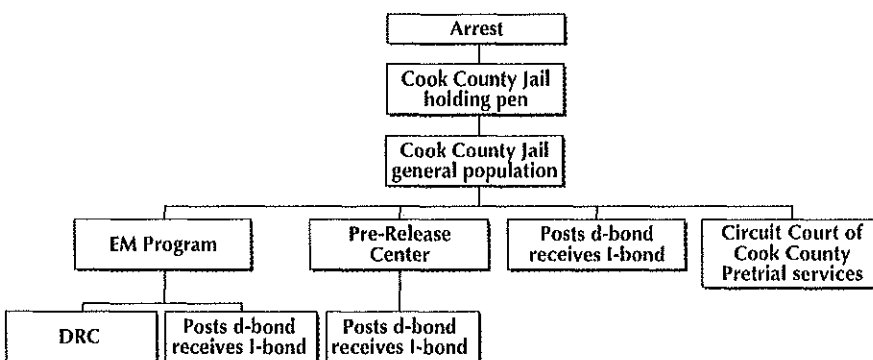 Arrest
Cook County Jail
holding pen
Cook County Jail
general population
EM Program
Pre-Release
Center
Posts d-bond
receives I-bond
Circuit Court of
Cook County
Pretrial services
DRC
Posts d-bond
receives I-bond
Posts d-bond
receives I-bond